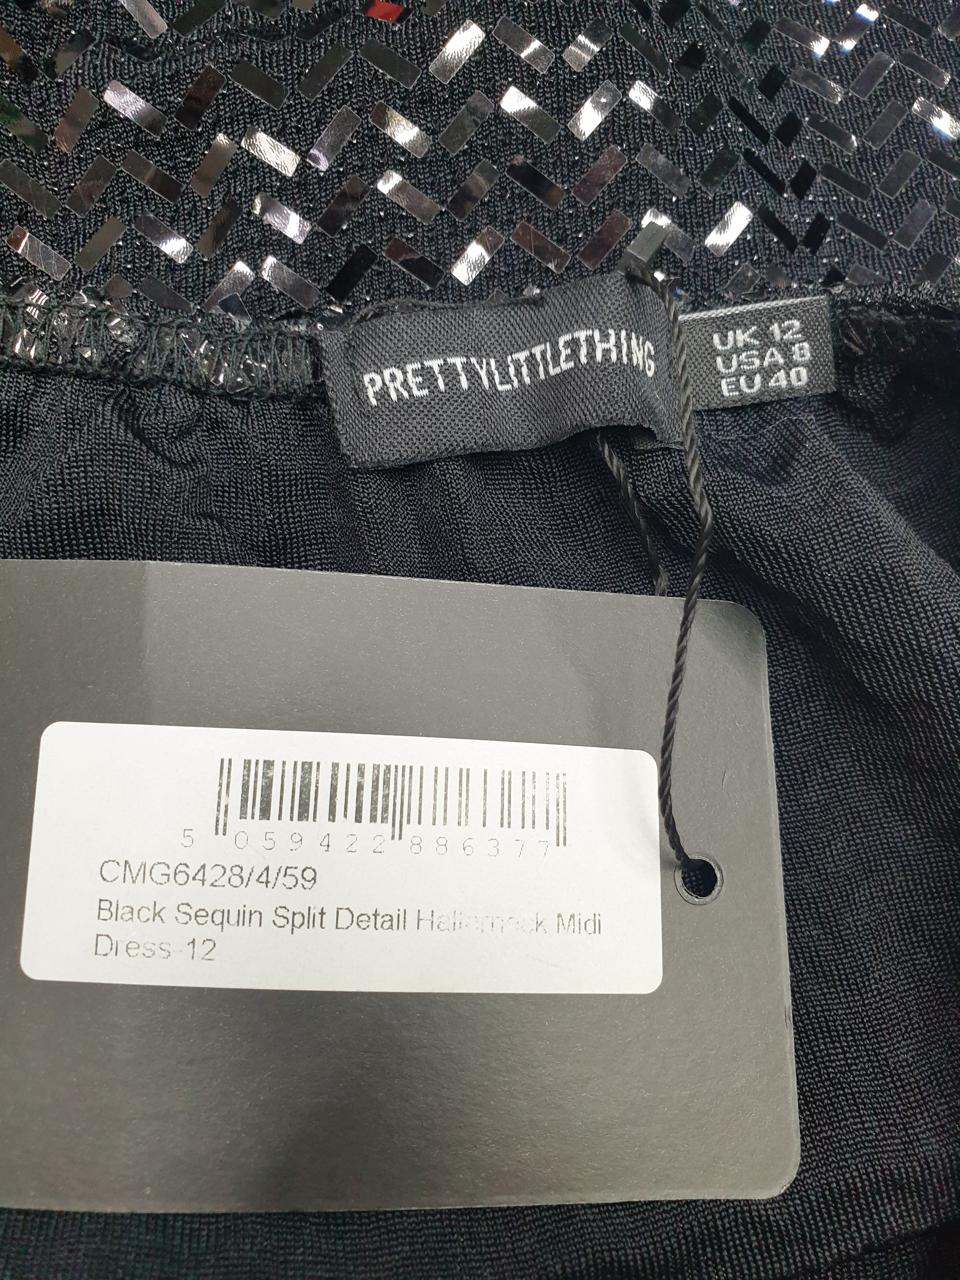 PRETTYLITTLETHING
UK 12
USA 8
EU 40
5 059422 886377
CMG6428/4/59
Black Sequin Split Detail Halterneck Midi
Dress-12